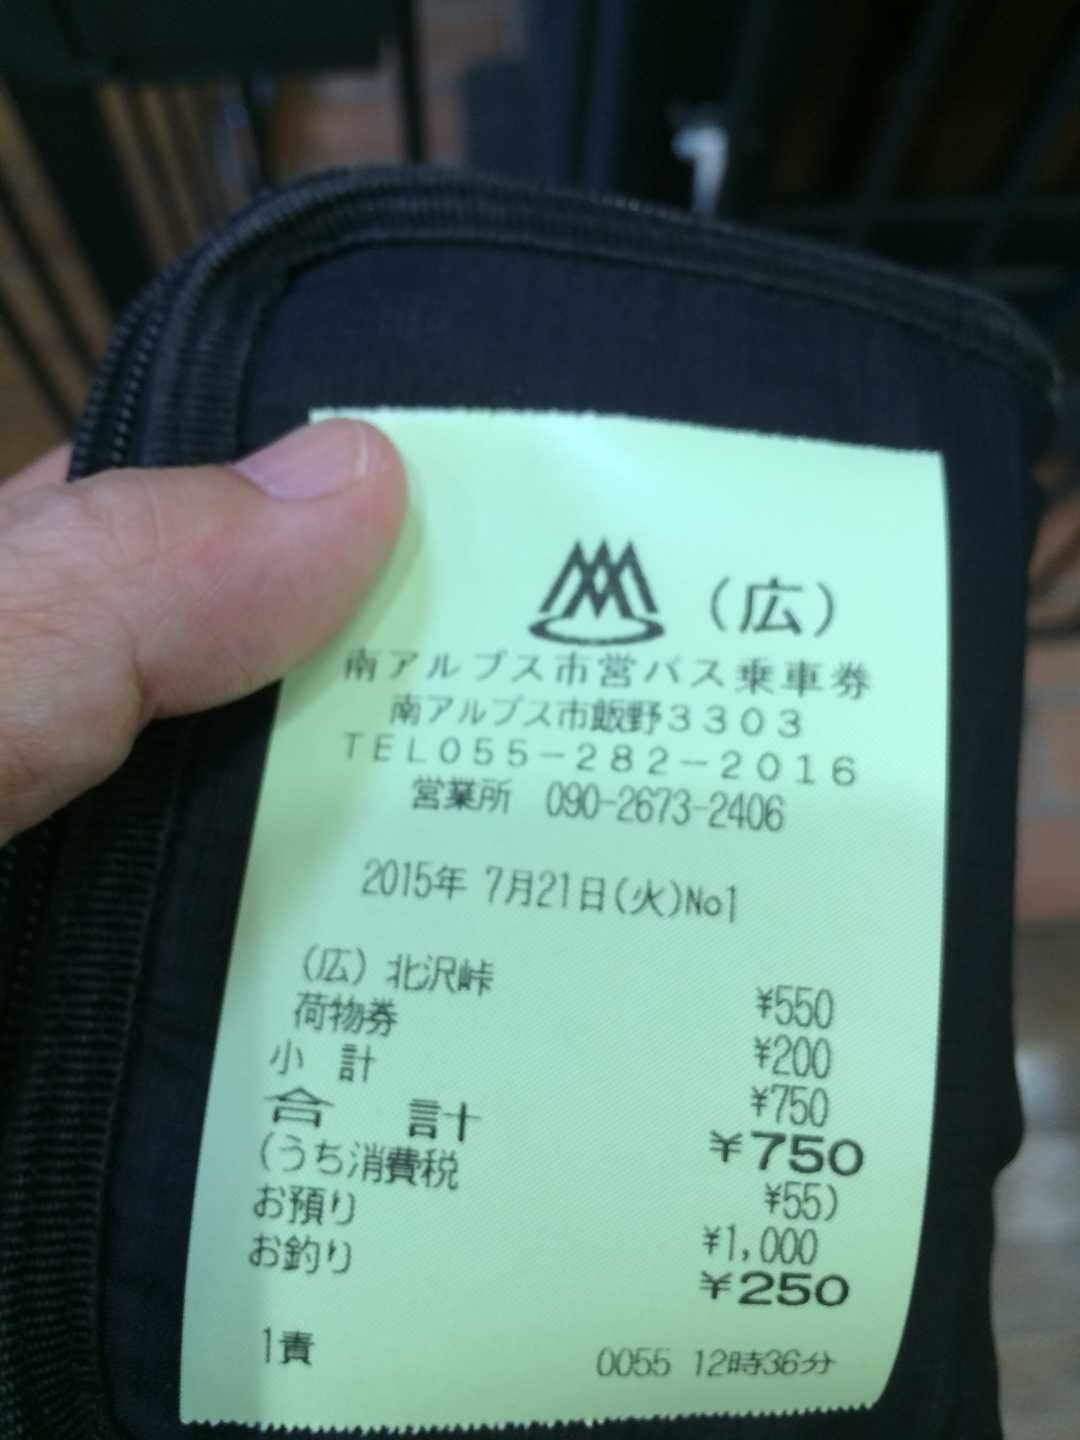 （広）
南アルプス市営バス乗車券
南アルプス市飯野３３０３
ＴＥＬ０５５－２８２－２０１６
営業所 090-2673-2406
2015年 7月21日(火)No1
(広) 北沢峠 ¥550
荷物券 ¥200
小 計 ¥750
合 計 ¥750
(うち消費税 ¥55)
お預り ¥1,000
お釣り ¥250
1責 0055 12時36分